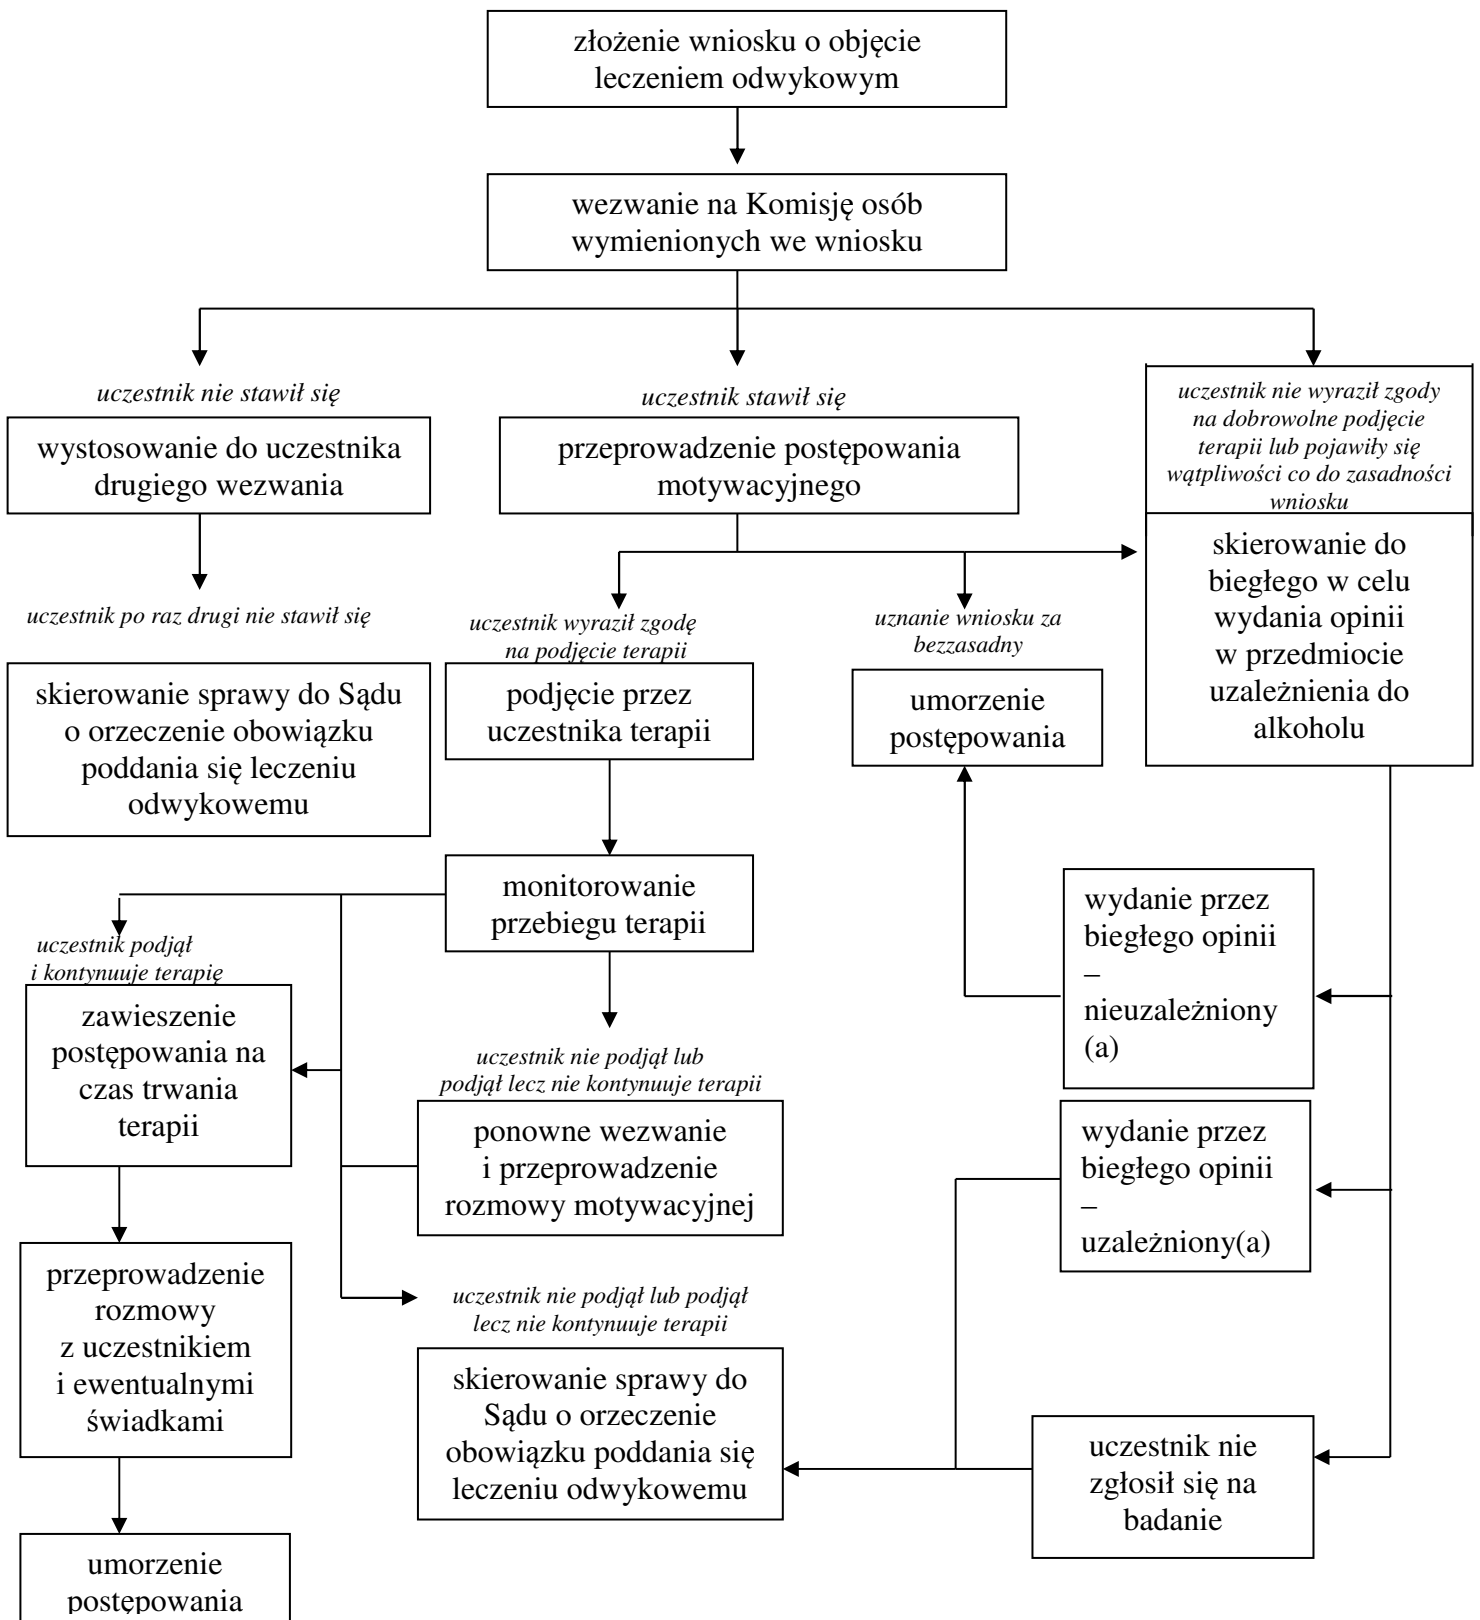 złożenie wniosku o objęcie
leczeniem odwykowym
wezwanie na Komisję osób
wymienionych we wniosku
uczestnik nie stawił się
wystosowanie do uczestnika
drugiego wezwania
uczestnik stawił się
przeprowadzenie postępowania
motywacyjnego
uczestnik nie wyraził zgody
na dobrowolne podjęcie
terapii lub pojawiły się
wątpliwości co do zasadności
wniosku
skierowanie do
biegłego w celu
wydania opinii
w przedmiocie
uzależnienia do
alkoholu
uczestnik po raz drugi nie stawił się
skierowanie sprawy do Sądu
o orzeczenie obowiązku
poddania się leczeniu
odwykowemu
uczestnik wyraził zgodę
na podjęcie terapii
podjęcie przez
uczestnika terapii
uznanie wniosku za
bezzasadny
umorzenie
postępowania
monitorowanie
przebiegu terapii
wydanie przez
biegłego opinii
–
nieuzależniony
(a)
uczestnik podjął
i kontynuuje terapię
zawieszenie
postępowania na
czas trwania
terapii
uczestnik nie podjął lub
podjął lecz nie kontynuuje terapii
ponowne wezwanie
i przeprowadzenie
rozmowy motywacyjnej
wydanie przez
biegłego opinii
–
uzależniony(a)
przeprowadzenie
rozmowy
z uczestnikiem
i ewentualnymi
świadkami
uczestnik nie podjął lub podjął
lecz nie kontynuuje terapii
skierowanie sprawy do
Sądu o orzeczenie
obowiązku poddania się
leczeniu odwykowemu
uczestnik nie
zgłosił się na
badanie
umorzenie
postępowania